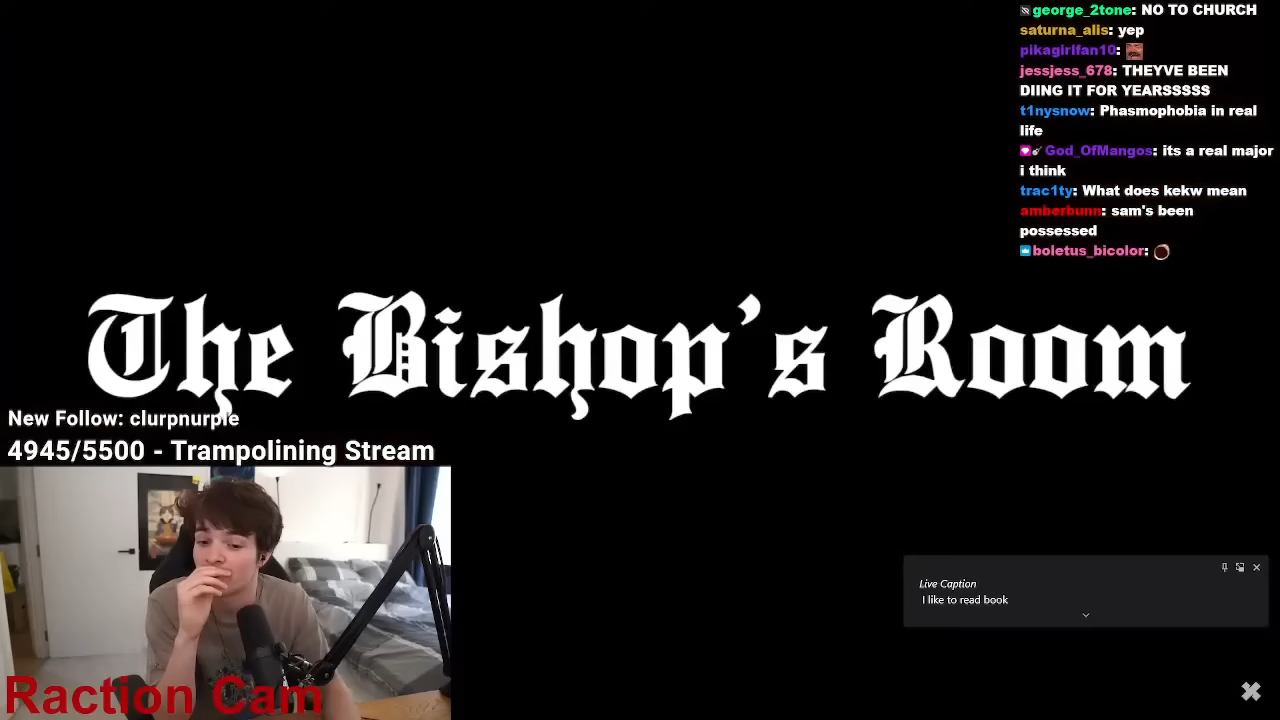 george_2tone: NO TO CHURCH
saturna_alis: yep
pikagirlfan10:
jessjess_678: THEYVE BEEN
DIING IT FOR YEARSSSSS
t1nysnow: Phasmophobia in real
life
God_OfMangos: its a real major
i think
trac1ty: What does kekw mean
amberbunn: sam's been
possessed
boletus_bicolor:
The Bishop's Room
New Follow: clurpnurple
4945/5500 - Trampolining Stream
Live Caption
I like to read book
Raction Cam